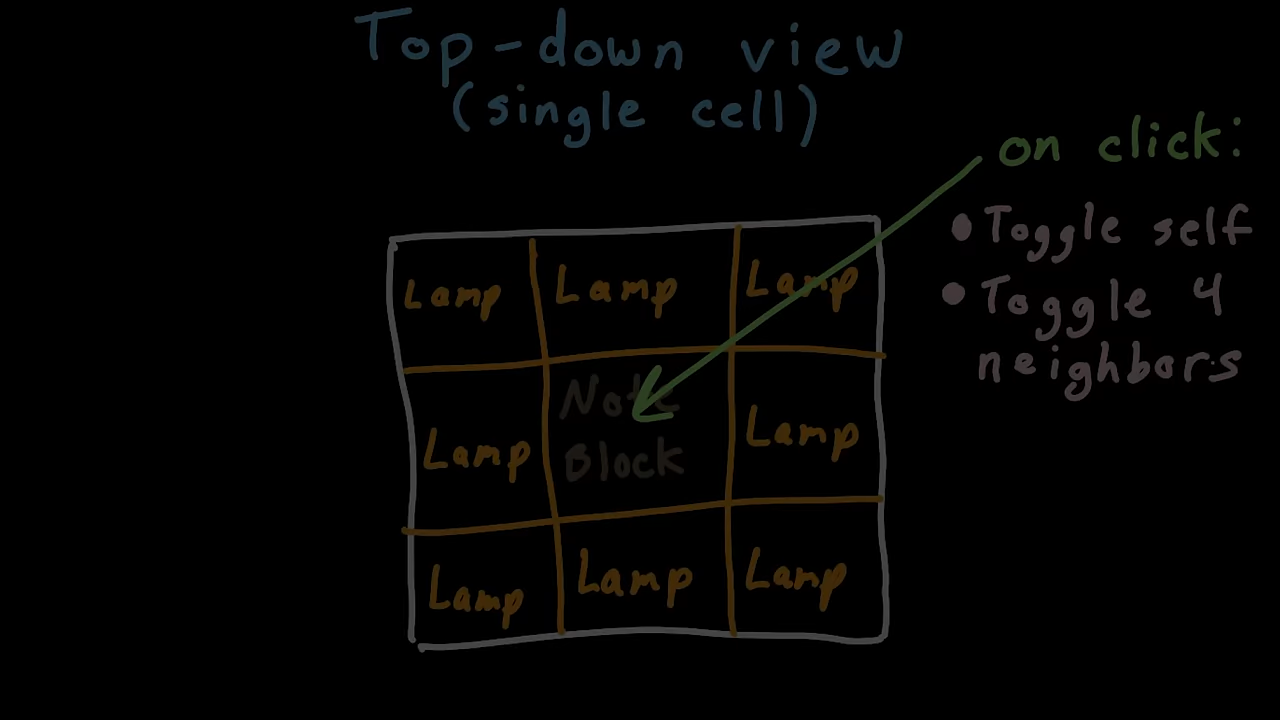 Top-down view
(single cell)
on click:
• Toggle self
• Toggle 4
neighbors
Lamp Lamp Lamp
Lamp Note Block Lamp
Lamp Lamp Lamp